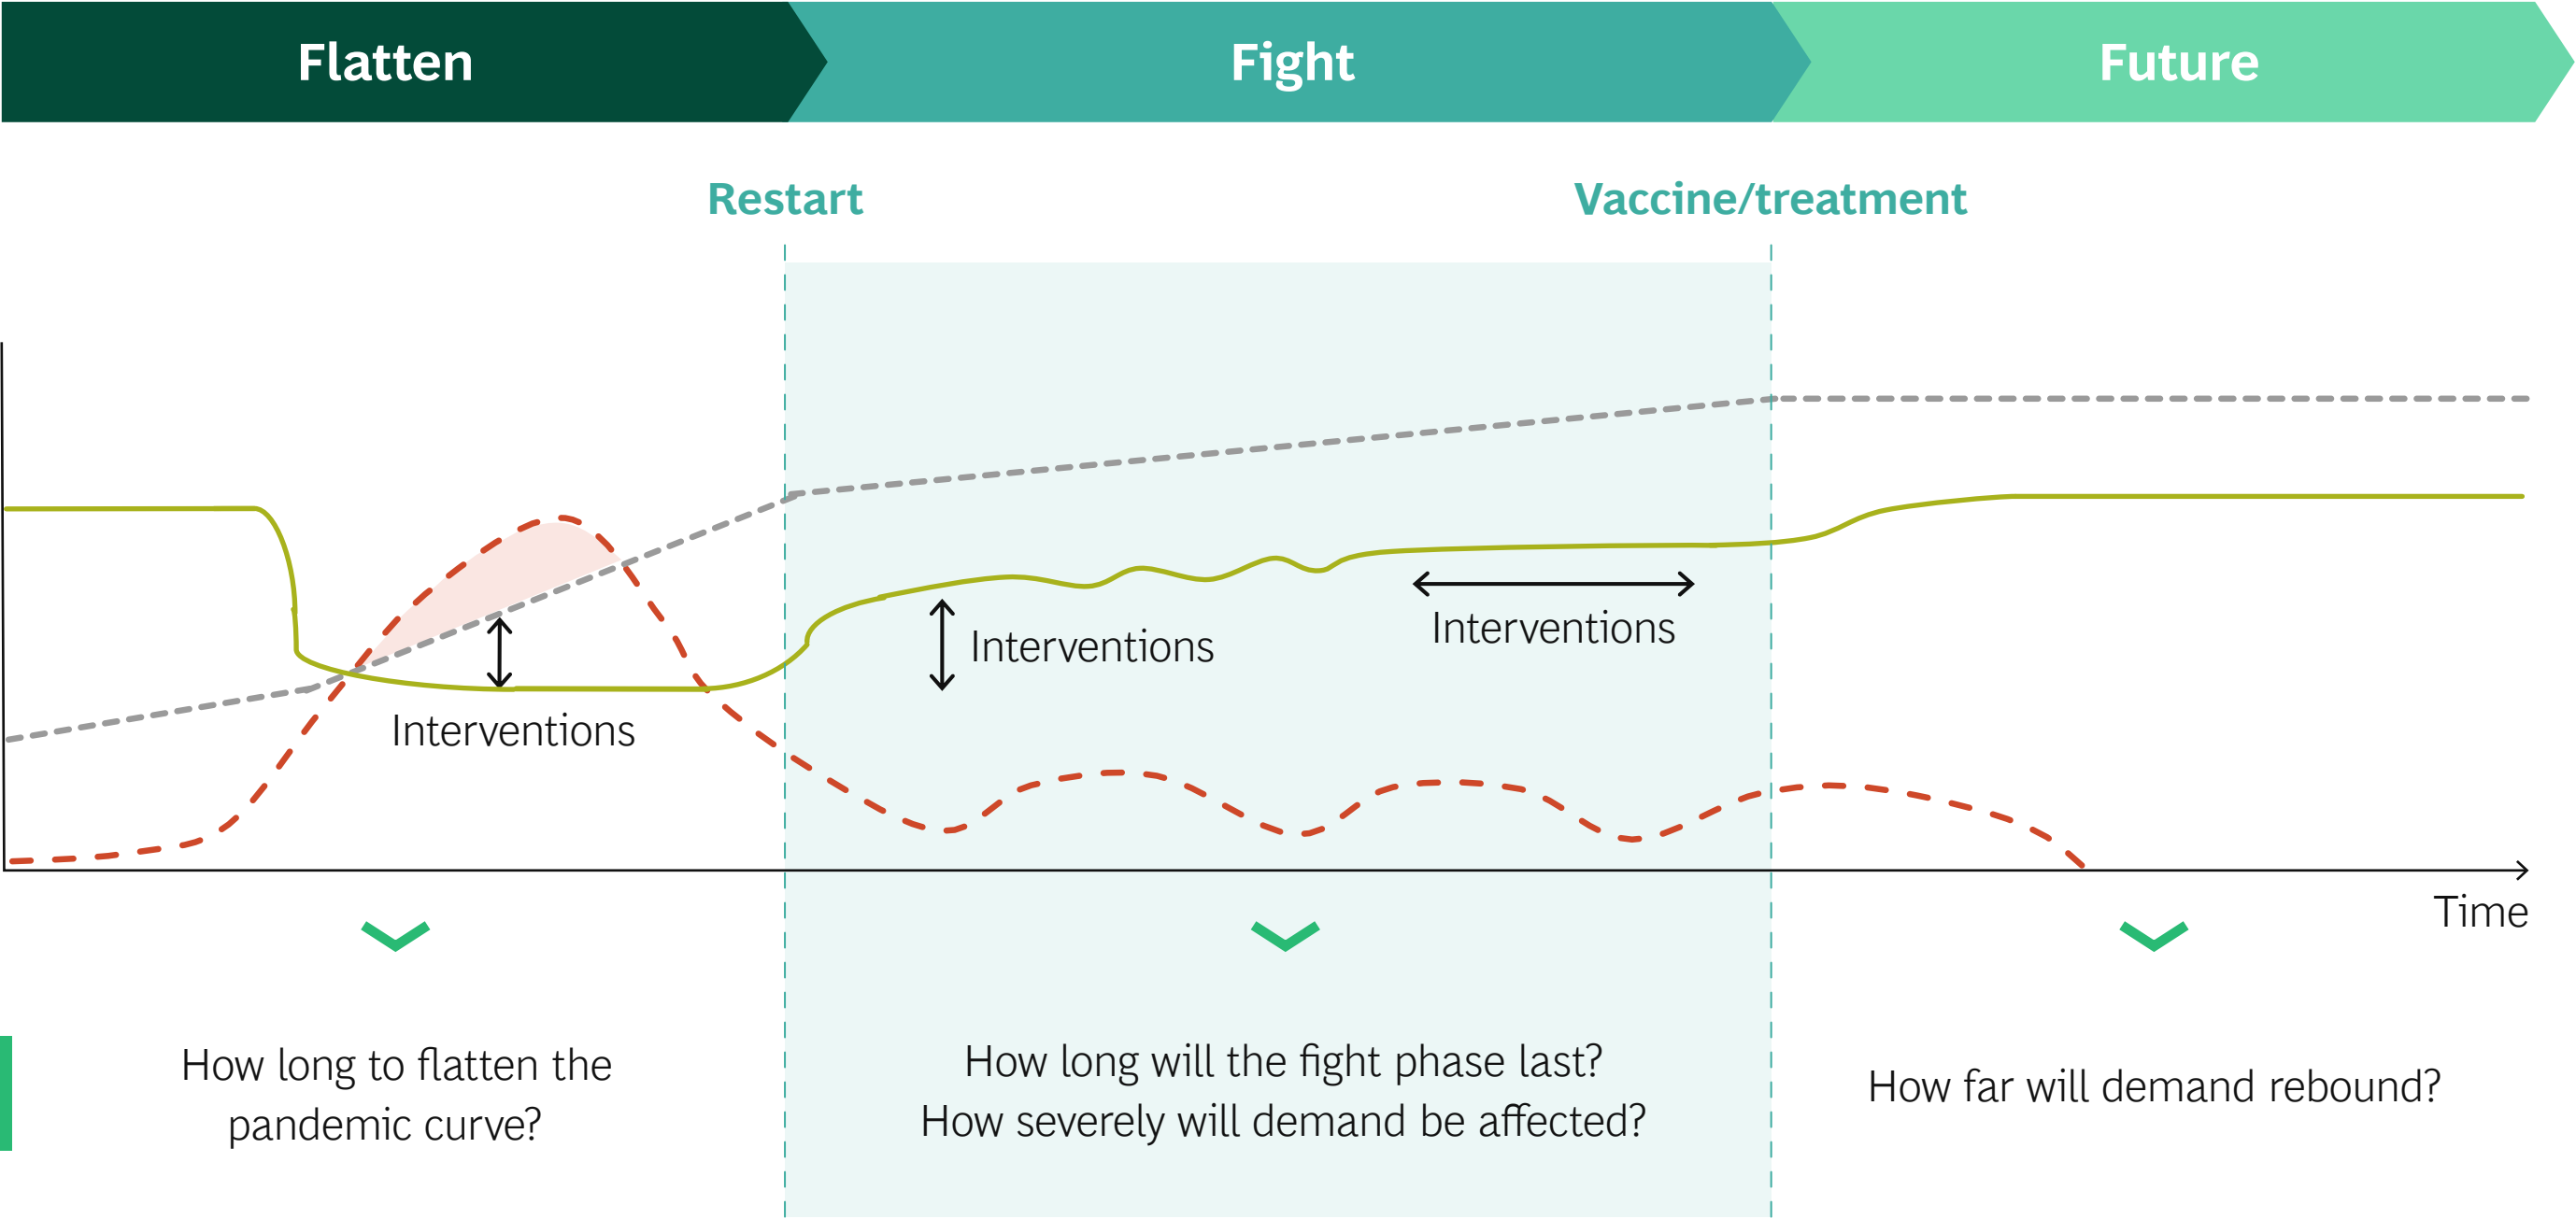 Flatten
Fight
Future
Restart
Vaccine/treatment
Interventions
Interventions
Interventions
Time
How long to flatten the
pandemic curve?
How long will the fight phase last?
How severely will demand be affected?
How far will demand rebound?